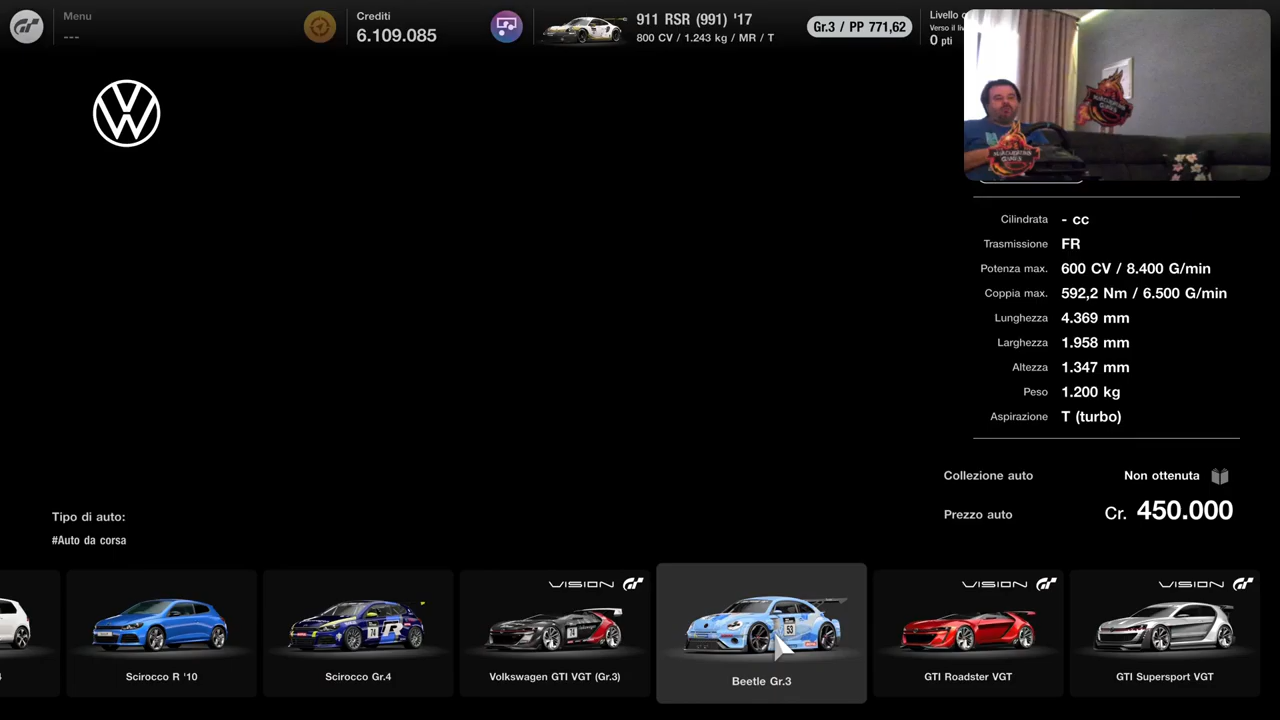 Menu
---
Crediti
6.109.085
911 RSR (991) '17
800 CV / 1.243 kg / MR / T
Gr.3 / PP 771,62
Livello
Verso il liv
0 pti
Cilindrata - cc
Trasmissione FR
Potenza max. 600 CV / 8.400 G/min
Coppia max. 592,2 Nm / 6.500 G/min
Lunghezza 4.369 mm
Larghezza 1.958 mm
Altezza 1.347 mm
Peso 1.200 kg
Aspirazione T (turbo)
Collezione auto Non ottenuta
Prezzo auto Cr. 450.000
Tipo di auto:
#Auto da corsa
VISION GT
VISION GT
VISION GT
74 R
53
Scirocco R '10
Scirocco Gr.4
Volkswagen GTI VGT (Gr.3)
Beetle Gr.3
GTI Roadster VGT
GTI Supersport VGT